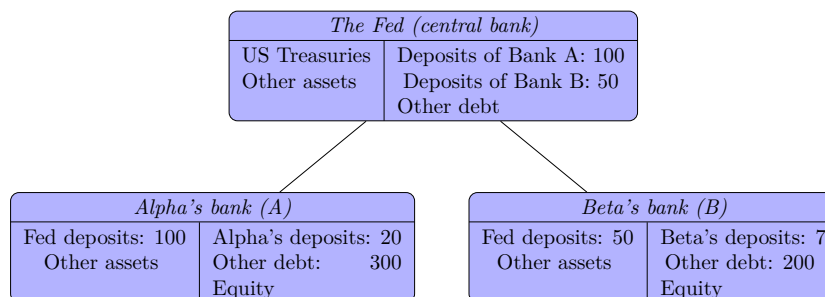 The Fed (central bank)
US Treasuries Deposits of Bank A: 100
Other assets Deposits of Bank B: 50
Other debt
Alpha's bank (A)
Fed deposits: 100 Alpha's deposits: 20
Other assets Other debt: 300
Equity
Beta's bank (B)
Fed deposits: 50 Beta's deposits: 7
Other assets Other debt: 200
Equity